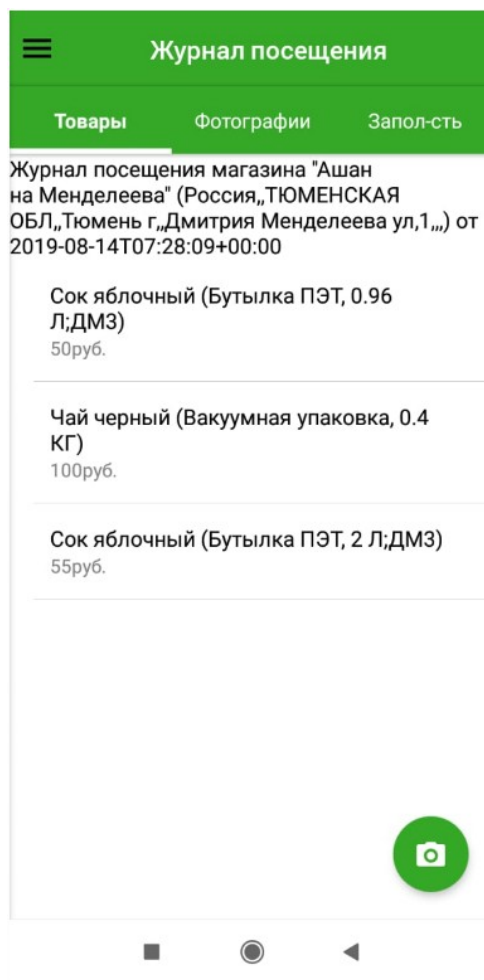 Журнал посещения
Товары Фотографии Запол-сть
Журнал посещения магазина "Ашан
на Менделеева" (Россия,,ТЮМЕНСКАЯ
ОБЛ,,Тюмень г,,Дмитрия Менделеева ул,1,,,) от
2019-08-14T07:28:09+00:00
Сок яблочный (Бутылка ПЭТ, 0.96
Л;ДМ3)
50руб.
Чай черный (Вакуумная упаковка, 0.4
КГ)
100руб.
Сок яблочный (Бутылка ПЭТ, 2 Л;ДМ3)
55руб.